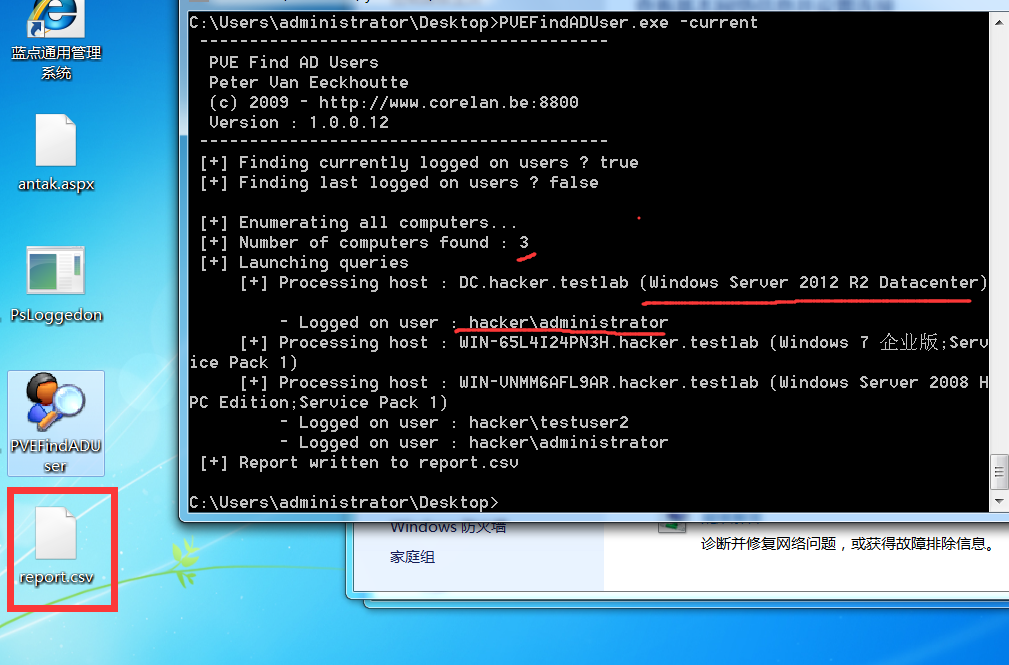 蓝点通用管理
系统
antak.aspx
PsLoggedon
PVEFindADU
ser
report.csv
C:\Users\administrator\Desktop>PVEFindADUser.exe -current
-----------------------------------------
PVE Find AD Users
Peter Van Eeckhoutte
(c) 2009 - http://www.corelan.be:8800
Version : 1.0.0.12
-----------------------------------------
[+] Finding currently logged on users ? true
[+] Finding last logged on users ? false
[+] Enumerating all computers...
[+] Number of computers found : 3
[+] Launching queries
[+] Processing host : DC.hacker.testlab (Windows Server 2012 R2 Datacenter)
- Logged on user : hacker\administrator
[+] Processing host : WIN-65L4I24PN3H.hacker.testlab (Windows 7 企业版;Serv
ice Pack 1)
[+] Processing host : WIN-VNMM6AFL9AR.hacker.testlab (Windows Server 2008 H
PC Edition;Service Pack 1)
- Logged on user : hacker\testuser2
- Logged on user : hacker\administrator
[+] Report written to report.csv
C:\Users\administrator\Desktop>
Windows 防火墙
家庭组
诊断并修复网络问题，或获得故障排除信息。